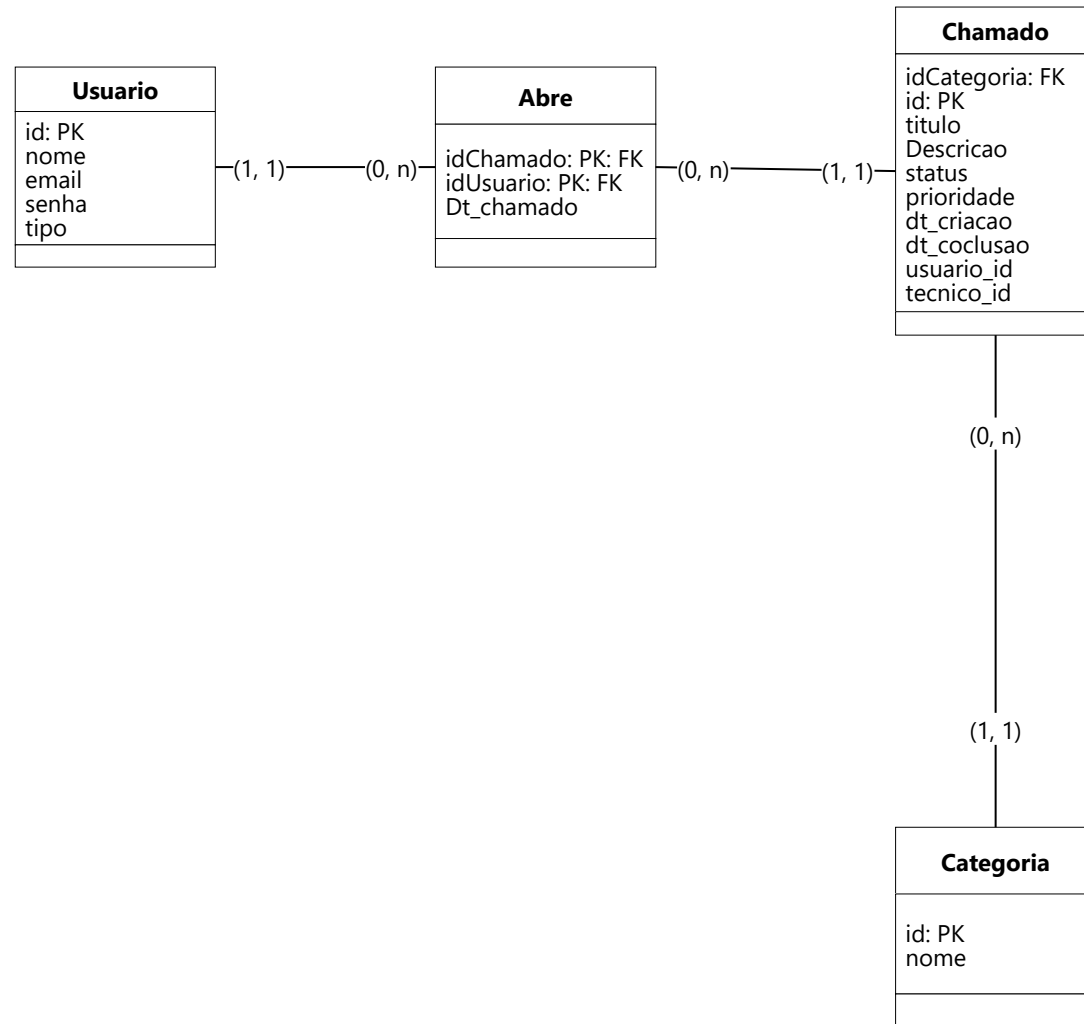 Usuario
id: PK
nome
email
senha
tipo
(1, 1)
(0, n)
Abre
idChamado: PK: FK
idUsuario: PK: FK
Dt_chamado
(0, n)
(1, 1)
Chamado
idCategoria: FK
id: PK
titulo
Descricao
status
prioridade
dt_criacao
dt_coclusao
usuario_id
tecnico_id
(0, n)
(1, 1)
Categoria
id: PK
nome